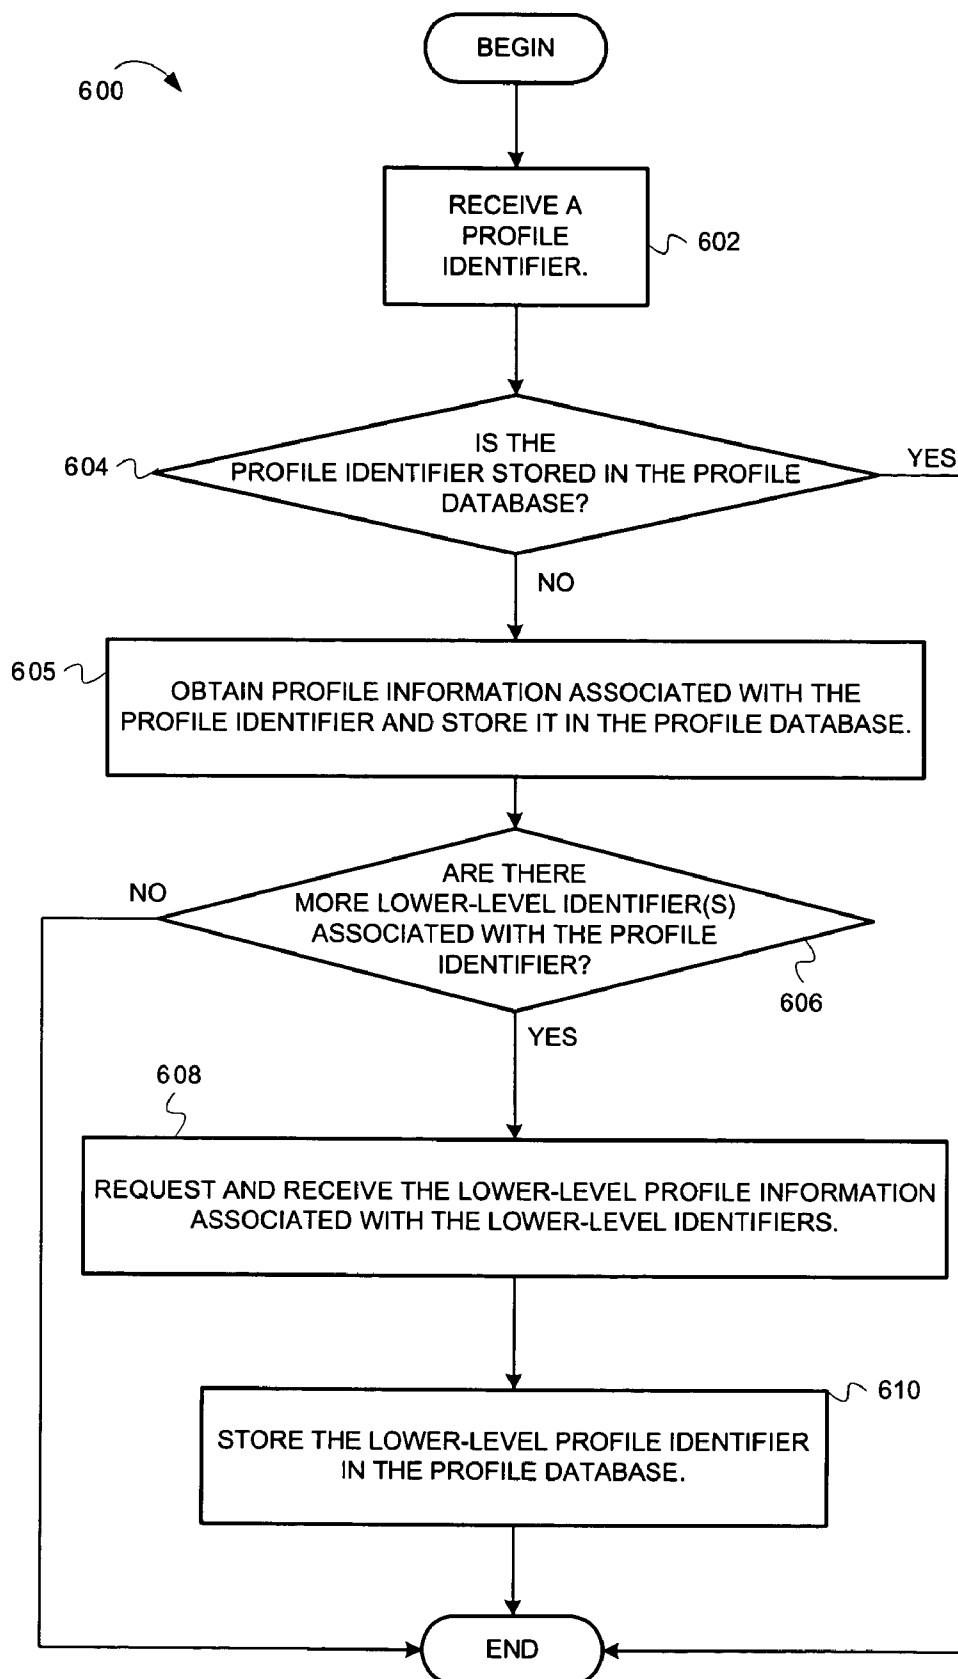 BEGIN
600
RECEIVE A
PROFILE
IDENTIFIER.
602
IS THE
PROFILE IDENTIFIER STORED IN THE PROFILE
DATABASE?
604
YES
NO
605
OBTAIN PROFILE INFORMATION ASSOCIATED WITH THE
PROFILE IDENTIFIER AND STORE IT IN THE PROFILE DATABASE.
NO
ARE THERE
MORE LOWER-LEVEL IDENTIFIER(S)
ASSOCIATED WITH THE PROFILE
IDENTIFIER?
606
YES
608
REQUEST AND RECEIVE THE LOWER-LEVEL PROFILE INFORMATION
ASSOCIATED WITH THE LOWER-LEVEL IDENTIFIERS.
610
STORE THE LOWER-LEVEL PROFILE IDENTIFIER
IN THE PROFILE DATABASE.
END